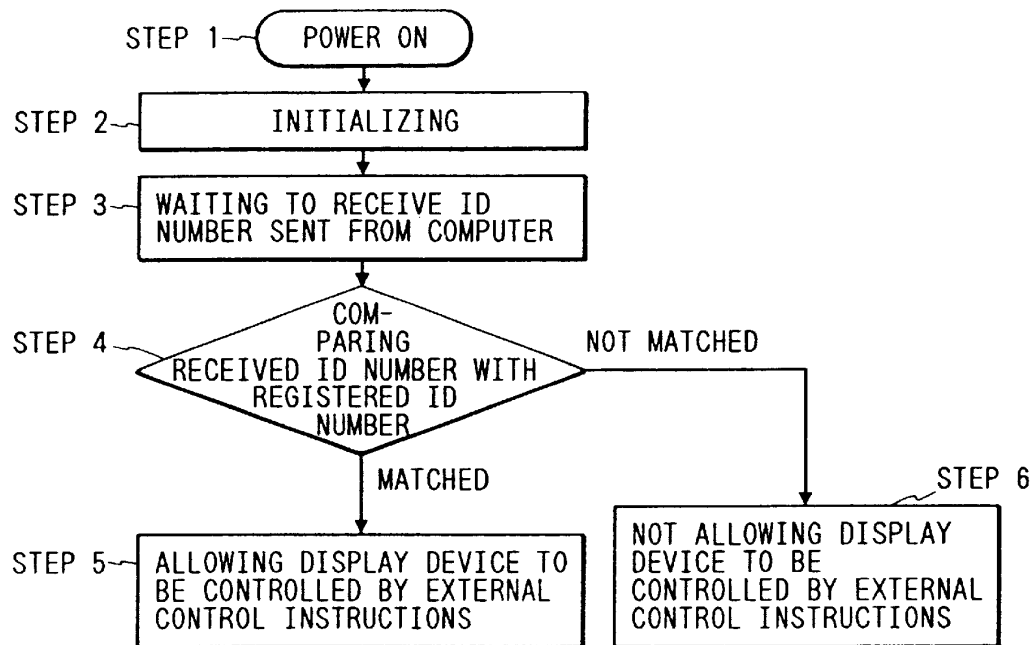 STEP 1
POWER ON
STEP 2
INITIALIZING
STEP 3
WAITING TO RECEIVE ID
NUMBER SENT FROM COMPUTER
STEP 4
COM-
PARING
RECEIVED ID NUMBER WITH
REGISTERED ID
NUMBER
NOT MATCHED
MATCHED
STEP 5
ALLOWING DISPLAY DEVICE TO
BE CONTROLLED BY EXTERNAL
CONTROL INSTRUCTIONS
STEP 6
NOT ALLOWING DISPLAY
DEVICE TO BE
CONTROLLED BY EXTERNAL
CONTROL INSTRUCTIONS